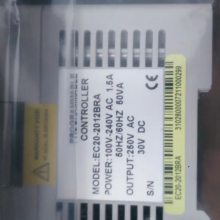 PROGRAMMABLE
CONTROLLER
MODEL:EC20-2012BRA
POWER:100V-240V AC 1.5A
50HZ/60HZ 50VA
OUTPUT:250V AC
30V DC
S/N
EC20-2012BRA